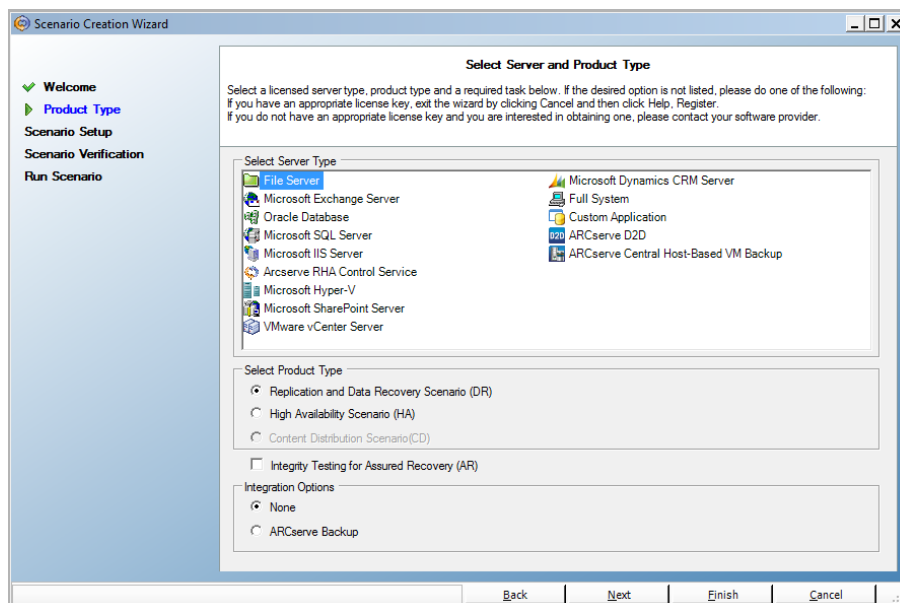 Scenario Creation Wizard
Welcome
Product Type
Scenario Setup
Scenario Verification
Run Scenario
Select Server and Product Type
Select a licensed server type, product type and a required task below. If the desired option is not listed, please do one of the following:
If you have an appropriate license key, exit the wizard by clicking Cancel and then click Help, Register.
If you do not have an appropriate license key and you are interested in obtaining one, please contact your software provider.
Select Server Type
File Server
Microsoft Exchange Server
Oracle Database
Microsoft SQL Server
Microsoft IIS Server
Arcserve RHA Control Service
Microsoft Hyper-V
Microsoft SharePoint Server
VMware vCenter Server
Microsoft Dynamics CRM Server
Full System
Custom Application
D2D ARCserve D2D
ARCserve Central Host-Based VM Backup
Select Product Type
Replication and Data Recovery Scenario (DR)
High Availability Scenario (HA)
Content Distribution Scenario(CD)
Integrity Testing for Assured Recovery (AR)
Integration Options
None
ARCserve Backup
Back Next Finish Cancel